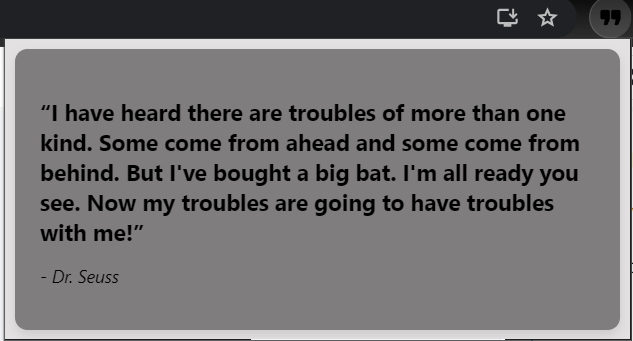 “I have heard there are troubles of more than one
kind. Some come from ahead and some come from
behind. But I've bought a big bat. I'm all ready you
see. Now my troubles are going to have troubles
with me!”
- Dr. Seuss